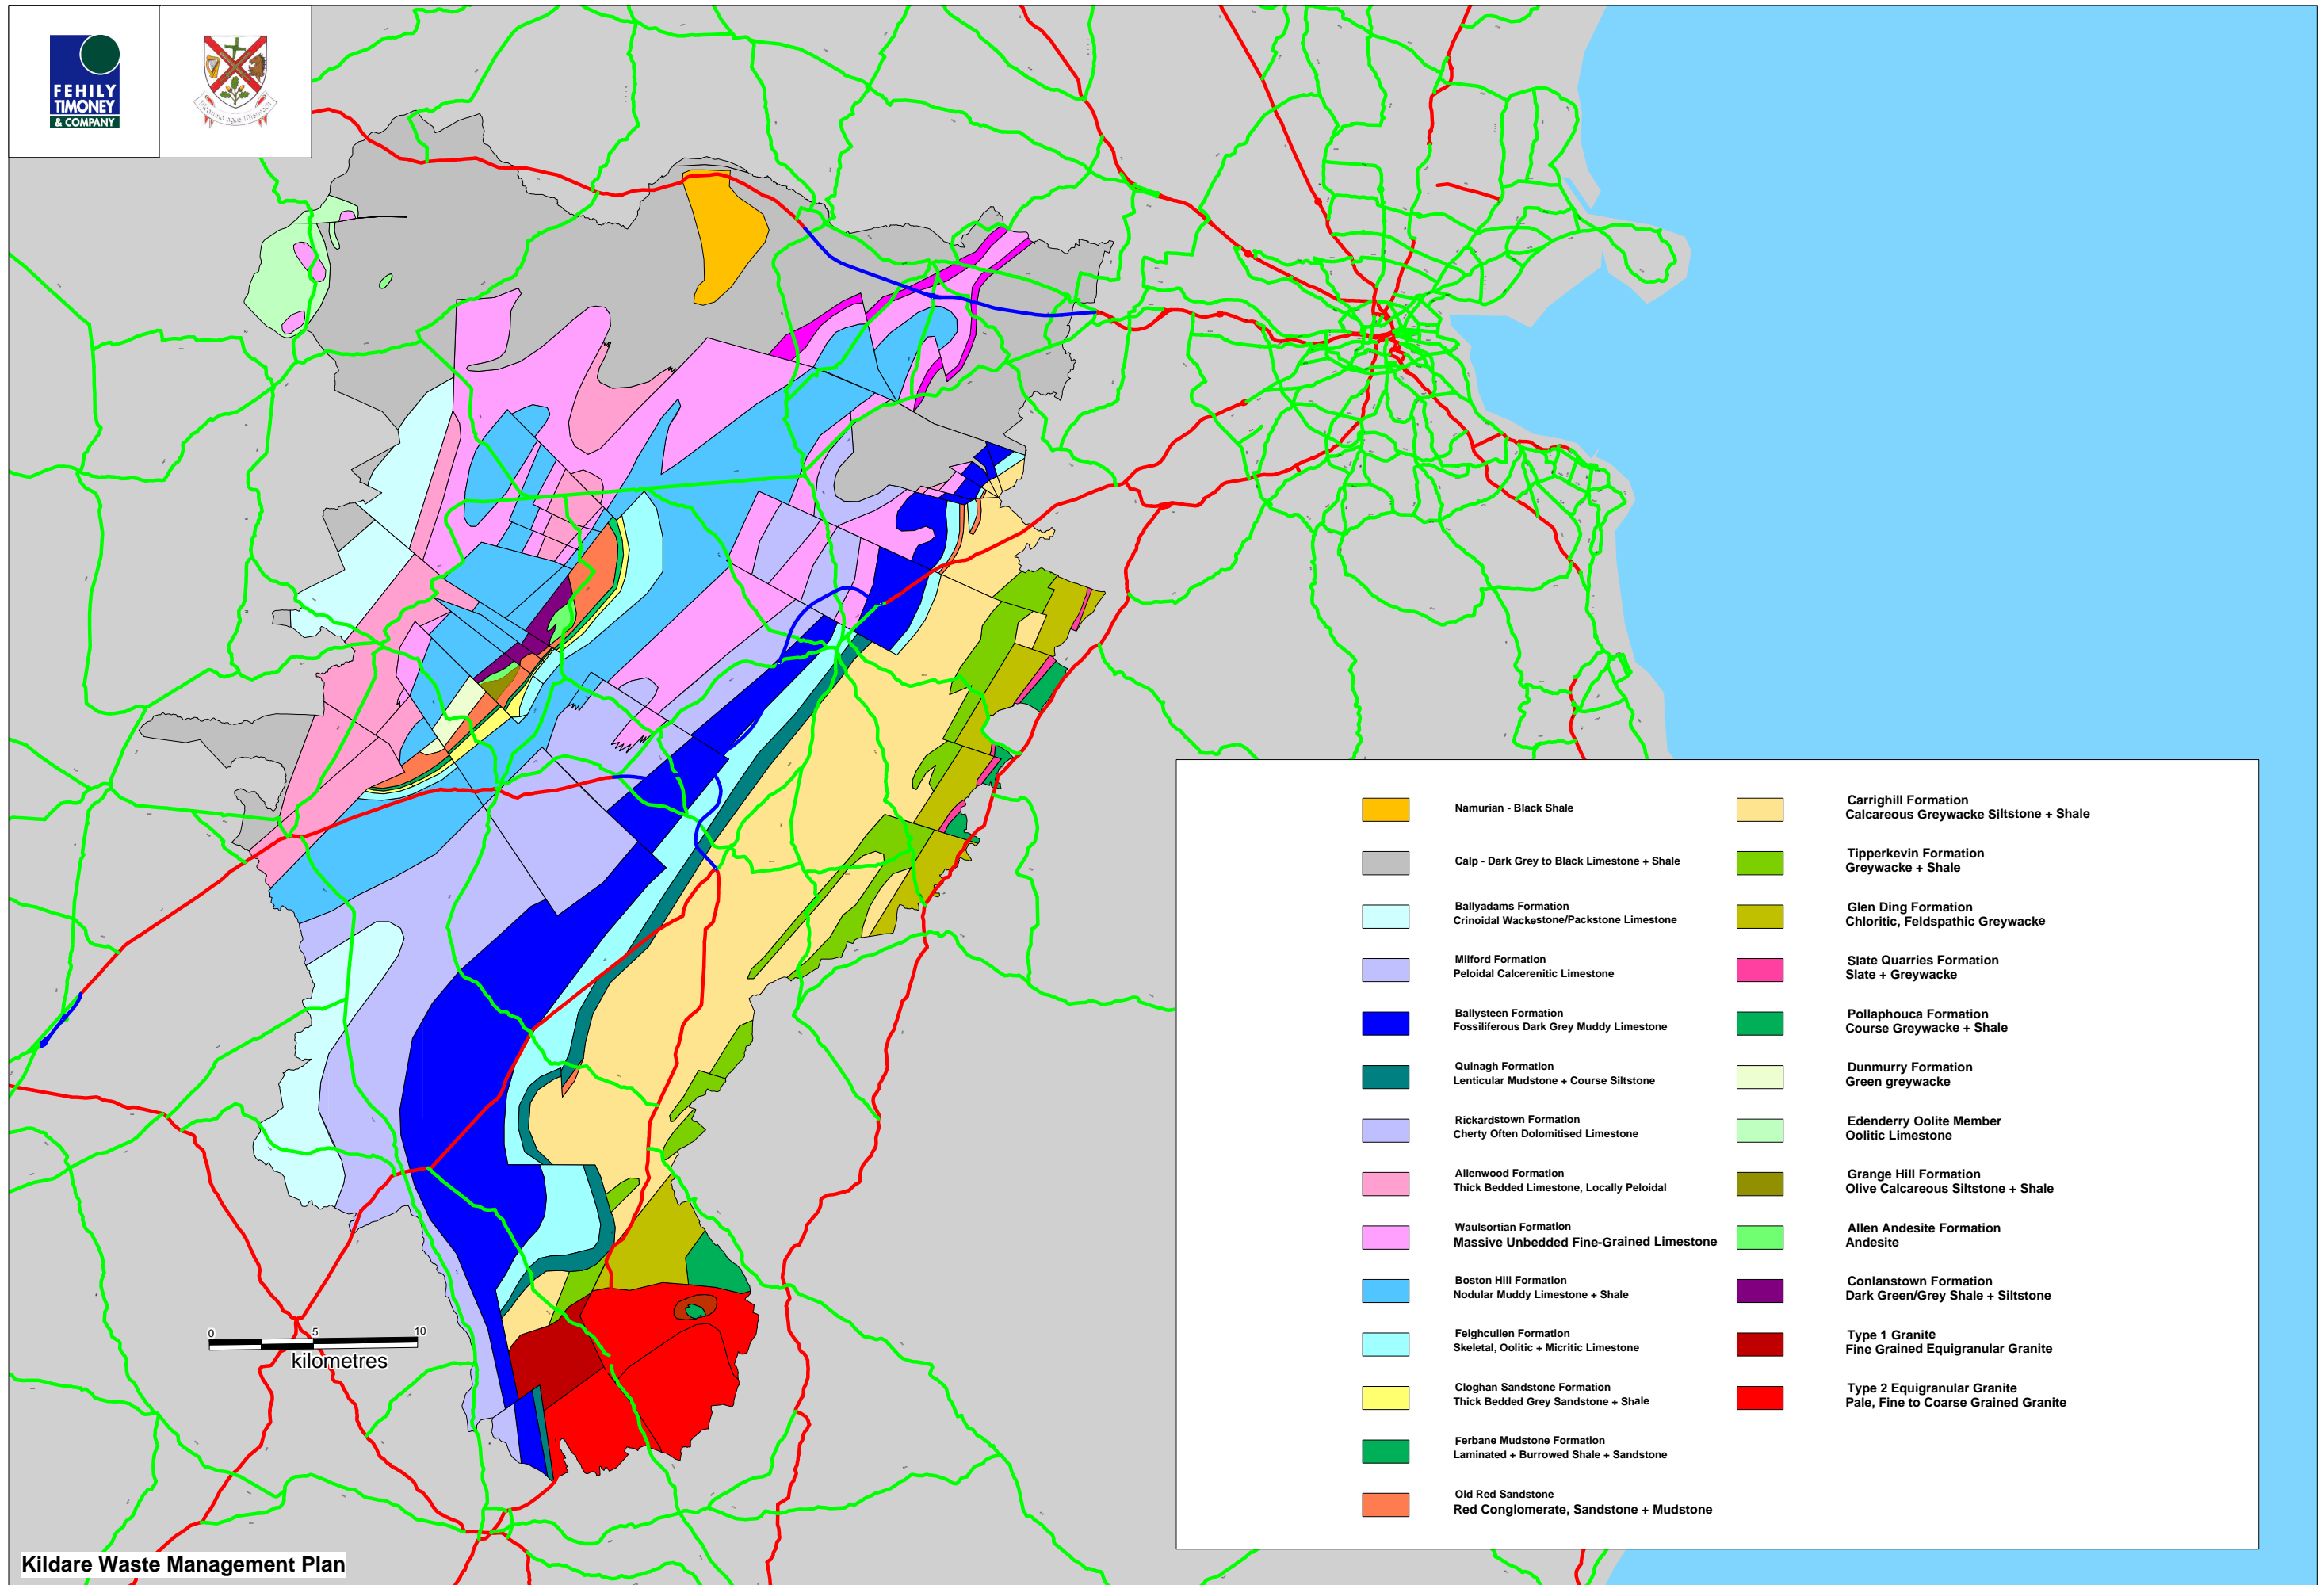 FEHILY
TIMONEY
& COMPANY
Meanma agus Misneach
Namurian - Black Shale
Calp - Dark Grey to Black Limestone + Shale
Ballyadams Formation
Crinoidal Wackestone/Packstone Limestone
Milford Formation
Peloidal Calcerenitic Limestone
Ballysteen Formation
Fossiliferous Dark Grey Muddy Limestone
Quinagh Formation
Lenticular Mudstone + Course Siltstone
Rickardstown Formation
Cherty Often Dolomitised Limestone
Allenwood Formation
Thick Bedded Limestone, Locally Peloidal
Waulsortian Formation
Massive Unbedded Fine-Grained Limestone
Boston Hill Formation
Nodular Muddy Limestone + Shale
Feighcullen Formation
Skeletal, Oolitic + Micritic Limestone
Cloghan Sandstone Formation
Thick Bedded Grey Sandstone + Shale
Ferbane Mudstone Formation
Laminated + Burrowed Shale + Sandstone
Old Red Sandstone
Red Conglomerate, Sandstone + Mudstone
Carrighill Formation
Calcareous Greywacke Siltstone + Shale
Tipperkevin Formation
Greywacke + Shale
Glen Ding Formation
Chloritic, Feldspathic Greywacke
Slate Quarries Formation
Slate + Greywacke
Pollaphouca Formation
Course Greywacke + Shale
Dunmurry Formation
Green greywacke
Edenderry Oolite Member
Oolitic Limestone
Grange Hill Formation
Olive Calcareous Siltstone + Shale
Allen Andesite Formation
Andesite
Conlanstown Formation
Dark Green/Grey Shale + Siltstone
Type 1 Granite
Fine Grained Equigranular Granite
Type 2 Equigranular Granite
Pale, Fine to Coarse Grained Granite
0 5 10
kilometres
Kildare Waste Management Plan